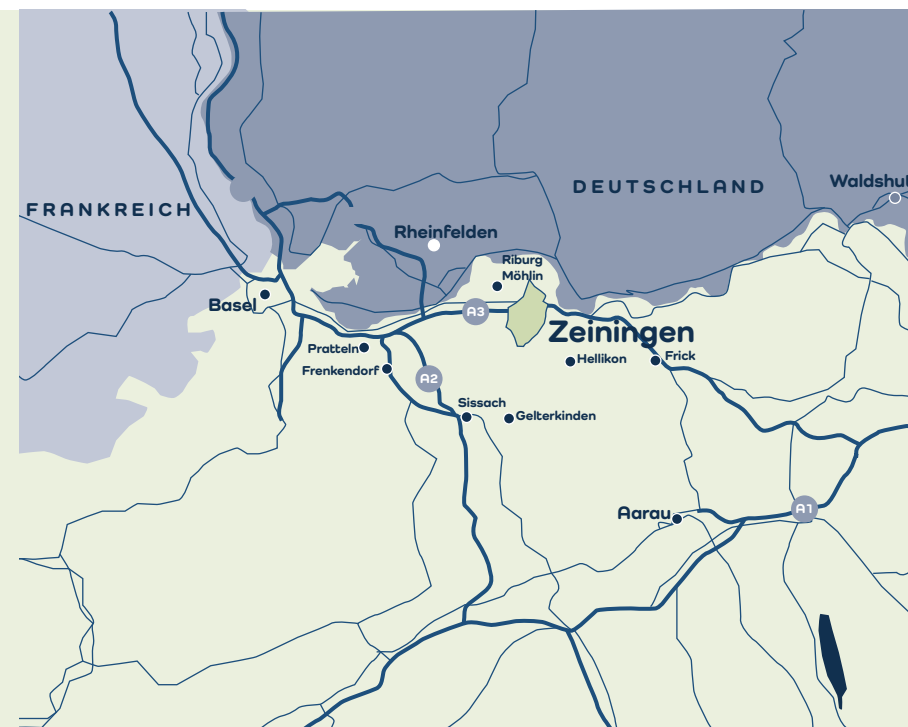 DEUTSCHLAND
Waldshut
FRANKREICH
Rheinfelden
Riburg
Möhlin
Basel
A3
Zeiningen
Pratteln
Hellikon
Frick
Frenkendorf
A2
Sissach
Gelterkinden
Aarau
A1